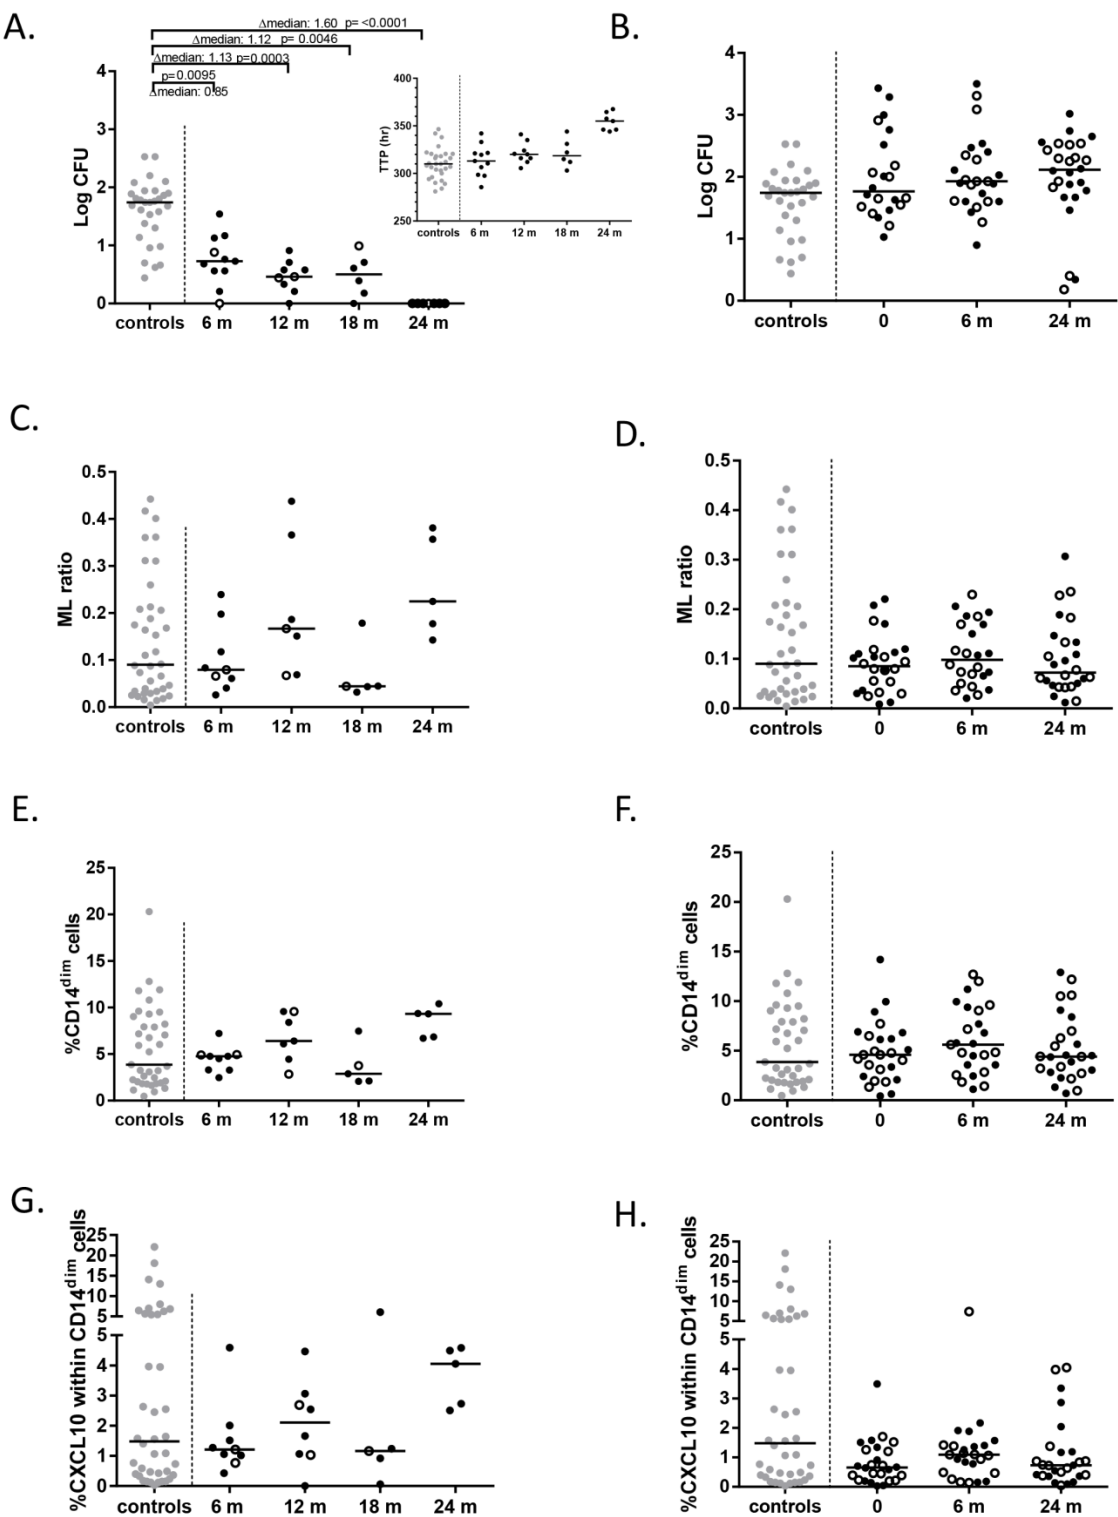 A.
Δmedian: 1.60 p= <0.0001
Δmedian: 1.12 p= 0.0046
Δmedian: 1.13 p=0.0003
p=0.0095
Δmedian: 0.85
Log CFU
4
3
2
1
0
controls 6 m 12 m 18 m 24 m
TTP (hr)
400
350
300
250
controls 6 m 12 m 18 m 24 m
B.
Log CFU
4
3
2
1
0
controls 0 6 m 24 m
C.
ML ratio
0.5
0.4
0.3
0.2
0.1
0.0
controls 6 m 12 m 18 m 24 m
D.
ML ratio
0.5
0.4
0.3
0.2
0.1
0.0
controls 0 6 m 24 m
E.
%CD14dim cells
25
20
15
10
5
0
controls 6 m 12 m 18 m 24 m
F.
%CD14dim cells
25
20
15
10
5
0
controls 0 6 m 24 m
G.
%CXCL10 within CD14dim cells
25
20
15
10
5
5
4
3
2
1
0
controls 6 m 12 m 18 m 24 m
H.
%CXCL10 within CD14dim cells
25
20
15
10
5
5
4
3
2
1
0
controls 0 6 m 24 m